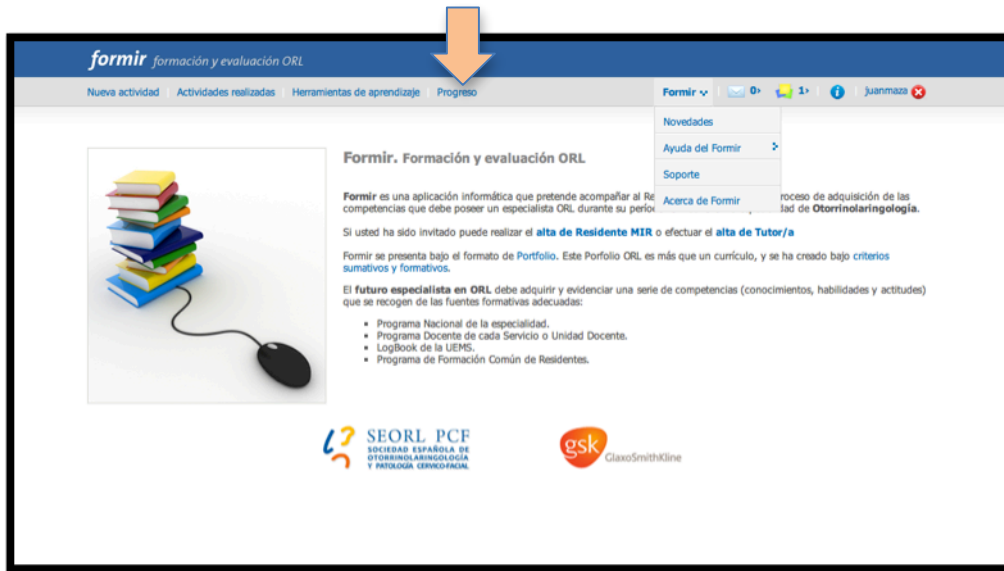 formir formación y evaluación ORL
Nueva actividad Actividades realizadas Herramientas de aprendizaje Progreso Formir 0 1 i juanmaza
Novedades
Ayuda del Formir
Soporte
Acerca de Formir
Formir. Formación y evaluación ORL
Formir es una aplicación informática que pretende acompañar al Re roceso de adquisición de las
competencias que debe poseer un especialista ORL durante su perío dad de Otorrinolaringología.
Si usted ha sido invitado puede realizar el alta de Residente MIR o efectuar el alta de Tutor/a
Formir se presenta bajo el formato de Portfolio. Este Porfolio ORL es más que un currículo, y se ha creado bajo criterios
sumativos y formativos.
El futuro especialista en ORL debe adquirir y evidenciar una serie de competencias (conocimientos, habilidades y actitudes)
que se recogen de las fuentes formativas adecuadas:
Programa Nacional de la especialidad.
Programa Docente de cada Servicio o Unidad Docente.
LogBook de la UEMS.
Programa de Formación Común de Residentes.
SEORL PCF
SOCIEDAD ESPAÑOLA DE
OTORRINOLARINGOLOGÍA
Y PATOLOGÍA CÉRVICO-FACIAL
gsk
GlaxoSmithKline